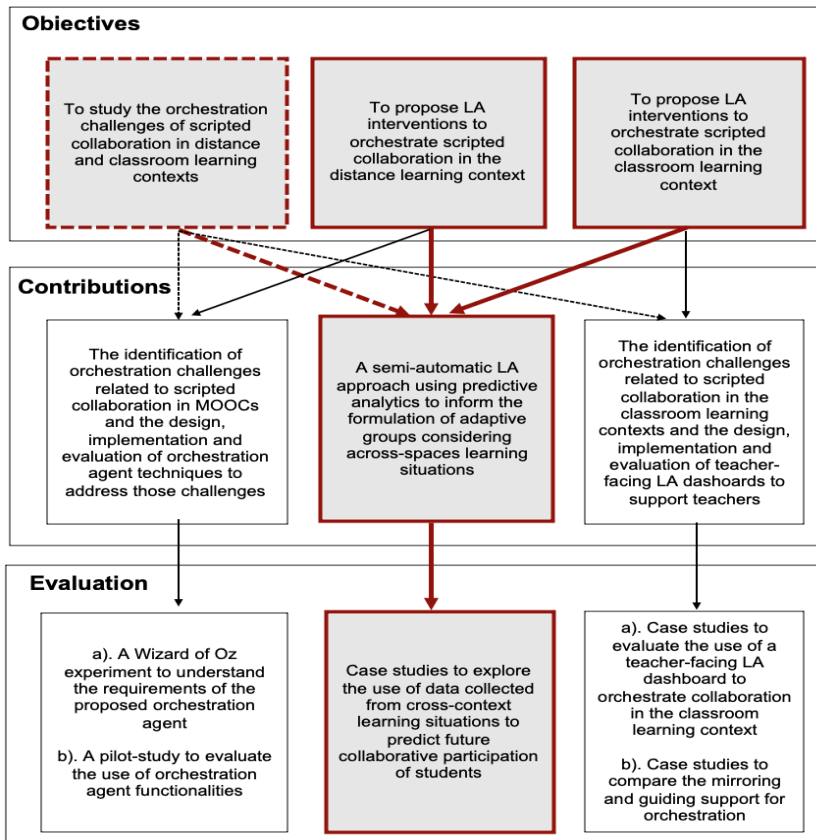 Objectives
To study the orchestration
challenges of scripted
collaboration in distance
and classroom learning
contexts
To propose LA
interventions to
orchestrate scripted
collaboration in the
distance learning context
To propose LA
interventions to
orchestrate scripted
collaboration in the
classroom learning
context
Contributions
The identification of
orchestration challenges
related to scripted
collaboration in MOOCs
and the design,
implementation and
evaluation of orchestration
agent techniques to
address those challenges
A semi-automatic LA
approach using predictive
analytics to inform the
formulation of adaptive
groups considering
across-spaces learning
situations
The identification of
orchestration challenges
related to scripted
collaboration in the
classroom learning
contexts and the design,
implementation and
evaluation of teacher-
facing LA dashoards to
support teachers
Evaluation
a). A Wizard of Oz
experiment to understand
the requirements of the
proposed orchestration
agent
b). A pilot-study to evaluate
the use of orchestration
agent functionalities
Case studies to explore
the use of data collected
from cross-context
learning situations to
predict future
collaborative participation
of students
a). Case studies to
evaluate the use of a
teacher-facing LA
dashboard to
orchestrate collaboration
in the classroom
learning context
b). Case studies to
compare the mirroring
and guiding support for
orchestration